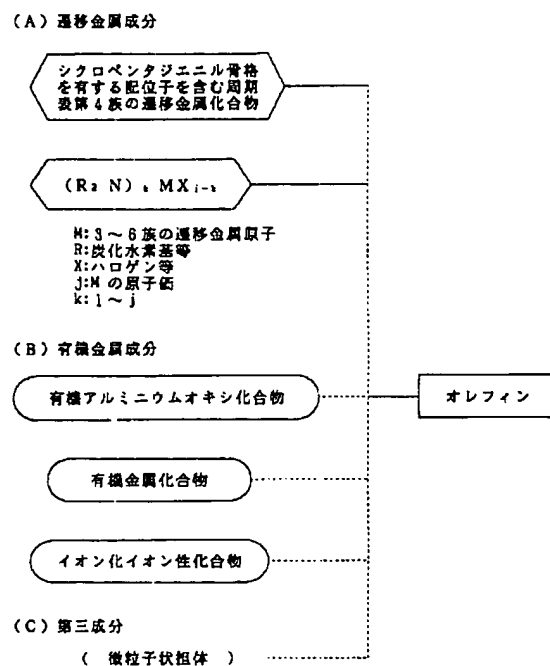 (A) 遷移金属成分
シクロペンタジエニル骨格
を有する配位子を含む周期
表第4族の遷移金属化合物
(R2 N)k MXj-k
M:3～6族の遷移金属原子
R:炭化水素基等
X:ハロゲン等
j:Mの原子価
k:1～j
(B) 有機金属成分
有機アルミニウムオキシ化合物
オレフィン
有機金属化合物
イオン化イオン性化合物
(C) 第三成分
( 微粒子状担体 )